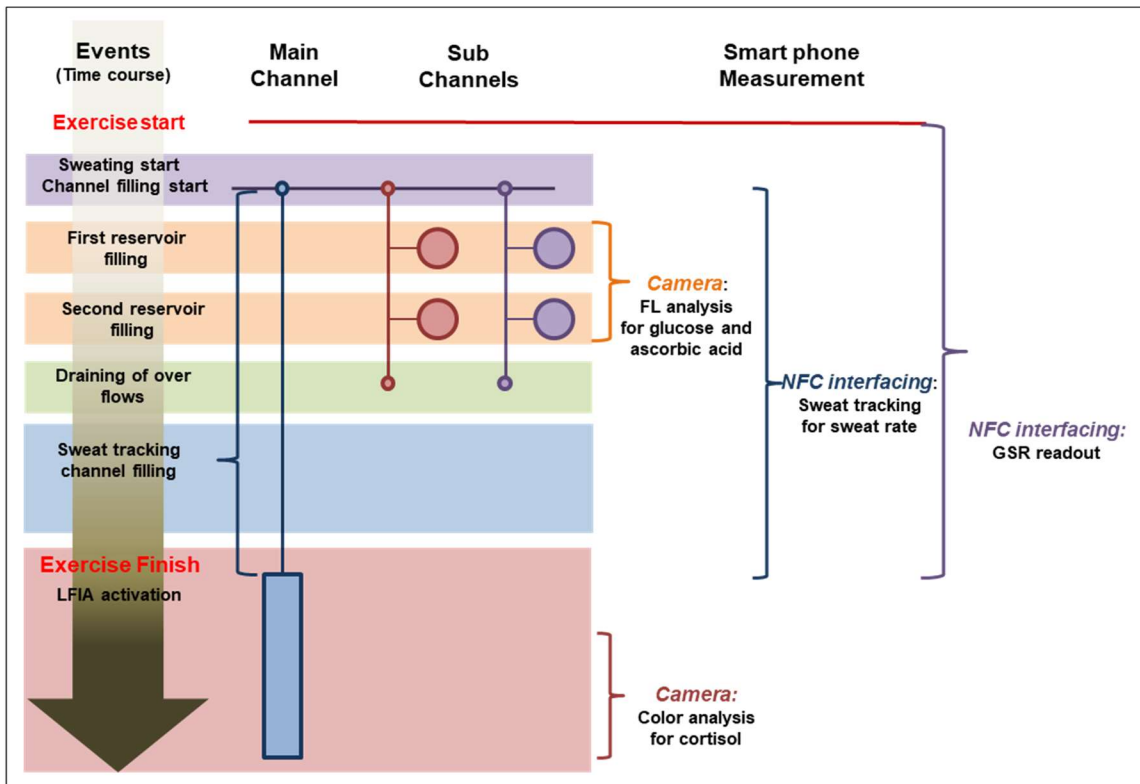 Events
(Time course)
Main
Channel
Sub
Channels
Smart phone
Measurement
Exercise start
Sweating start
Channel filling start
First reservoir
filling
Second reservoir
filling
Draining of over
flows
Sweat tracking
channel filling
Exercise Finish
LFIA activation
Camera:
FL analysis
for glucose and
ascorbic acid
NFC interfacing:
Sweat tracking
for sweat rate
NFC interfacing:
GSR readout
Camera:
Color analysis
for cortisol